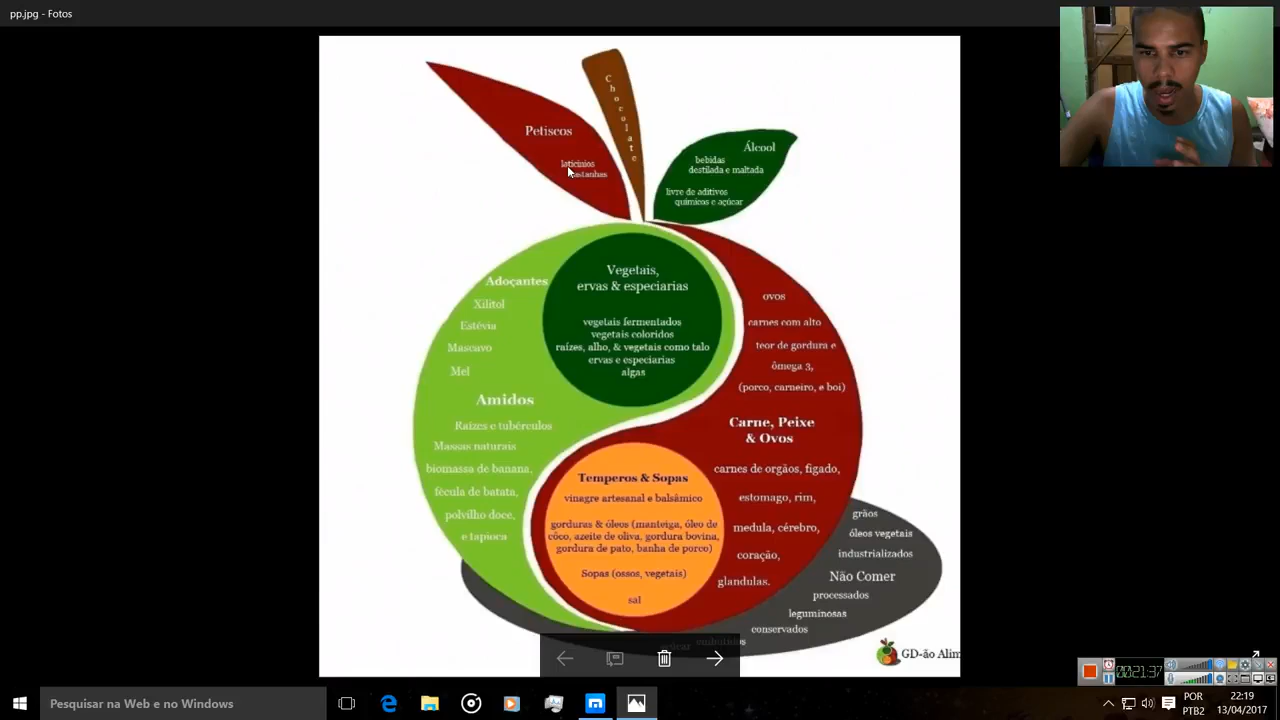 pp.jpg - Fotos
Chocolate
Petiscos
laticínios
castanhas
Álcool
bebidas
destilada e maltada
livre de aditivos
químicos e açúcar
Vegetais,
ervas & especiarias
vegetais fermentados
vegetais coloridos
raízes, alho, & vegetais como talo
ervas e especiarias
algas
Adoçantes
Xilitol
Estévia
Mascavo
Mel
Amidos
Raízes e tubérculos
Massas naturais
biomassa de banana,
fécula de batata,
polvilho doce,
e tapioca
ovos
carnes com alto
teor de gordura e
ômega 3,
(porco, carneiro, e boi)
Carne, Peixe
& Ovos
carnes de orgãos, fígado,
estomago, rim,
medula, cérebro,
coração,
glandulas.
Temperos & Sopas
vinagre artesanal e balsâmico
gorduras & óleos (manteiga, óleo de
côco, azeite de oliva, gordura bovina,
gordura de pato, banha de porco)
Sopas (ossos, vegetais)
sal
grãos
óleos vegetais
industrializados
Não Comer
processados
leguminosas
conservados
açúcar embutidos
GD-ão Alim
00:21:37
Pesquisar na Web e no Windows
POR
PTB2
22:19
13/04/2017